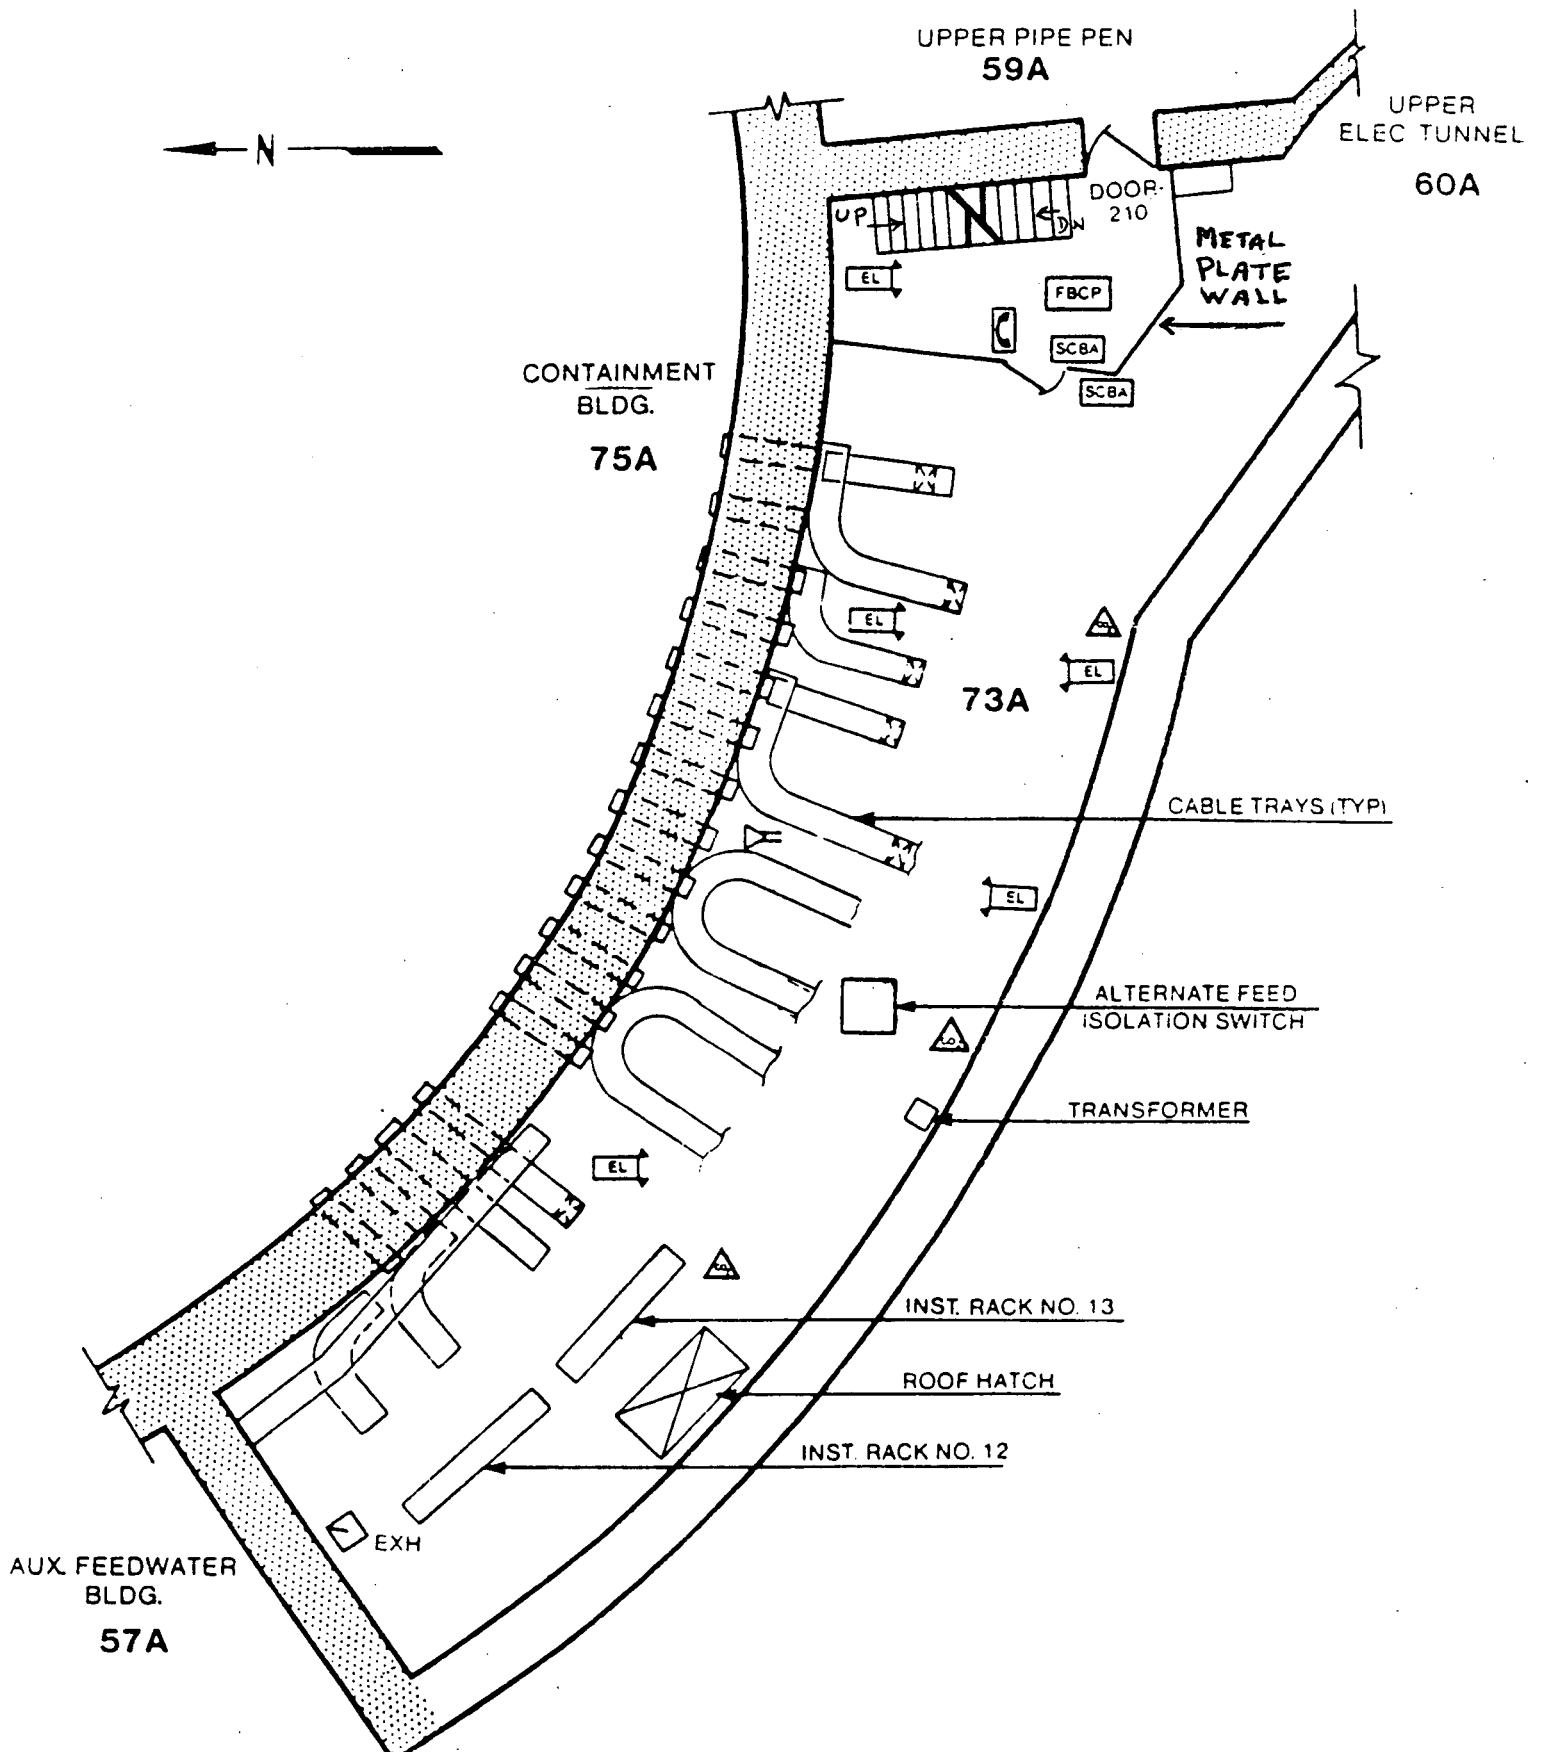 UPPER PIPE PEN
59A
UPPER
ELEC TUNNEL
60A
N
DOOR
210
UP
DN
METAL
PLATE
WALL
EL
FBCP
SCBA
SCBA
CONTAINMENT
BLDG.
75A
EL
EL
73A
CABLE TRAYS (TYP)
EL
ALTERNATE FEED
ISOLATION SWITCH
TRANSFORMER
EL
INST. RACK NO. 13
ROOF HATCH
INST. RACK NO. 12
EXH
AUX. FEEDWATER
BLDG.
57A